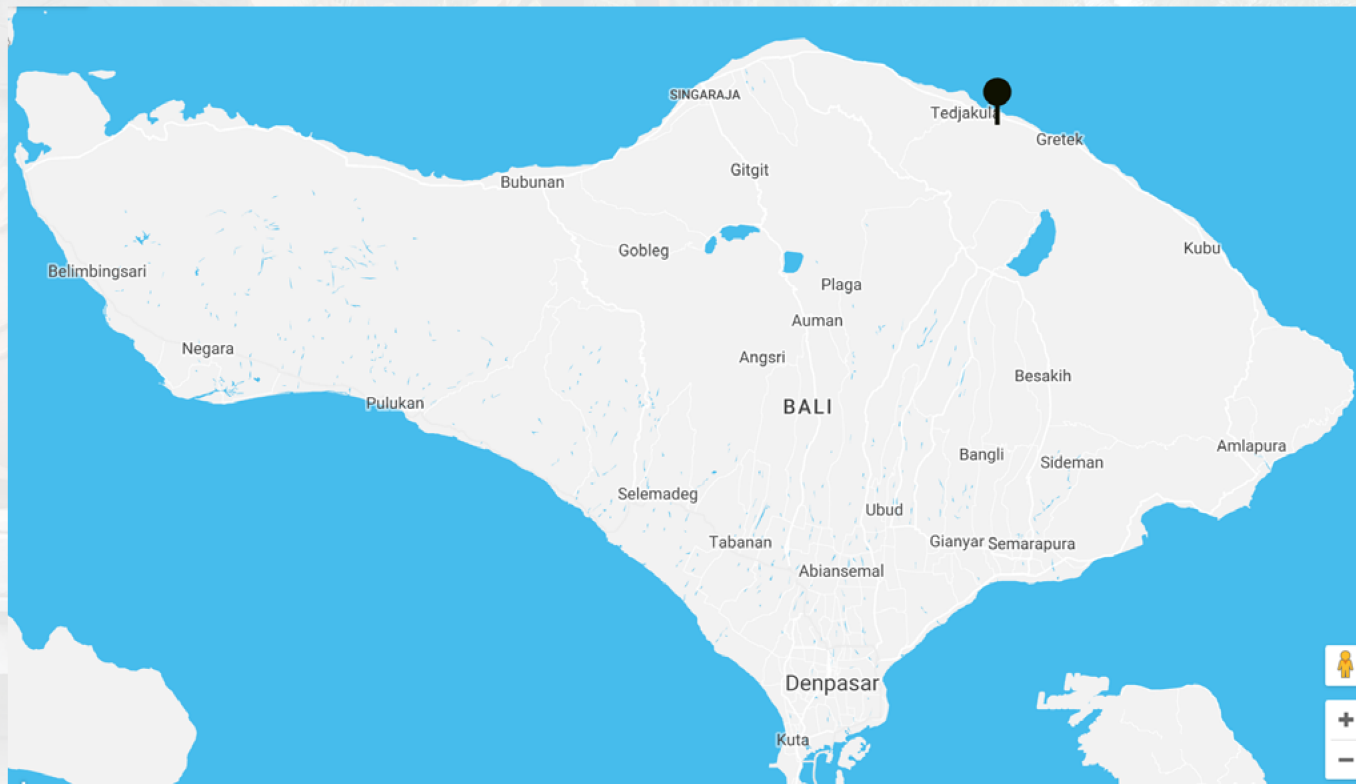 SINGARAJA
Tedjakula
Gretek
Gitgit
Bubunan
Gobleg
Kubu
Belimbingsari
Plaga
Auman
Negara
Angsri
Besakih
Pulukan
BALI
Amlapura
Bangli
Sideman
Selemadeg
Ubud
Tabanan
Gianyar
Semarapura
Abiansemal
Denpasar
Kuta